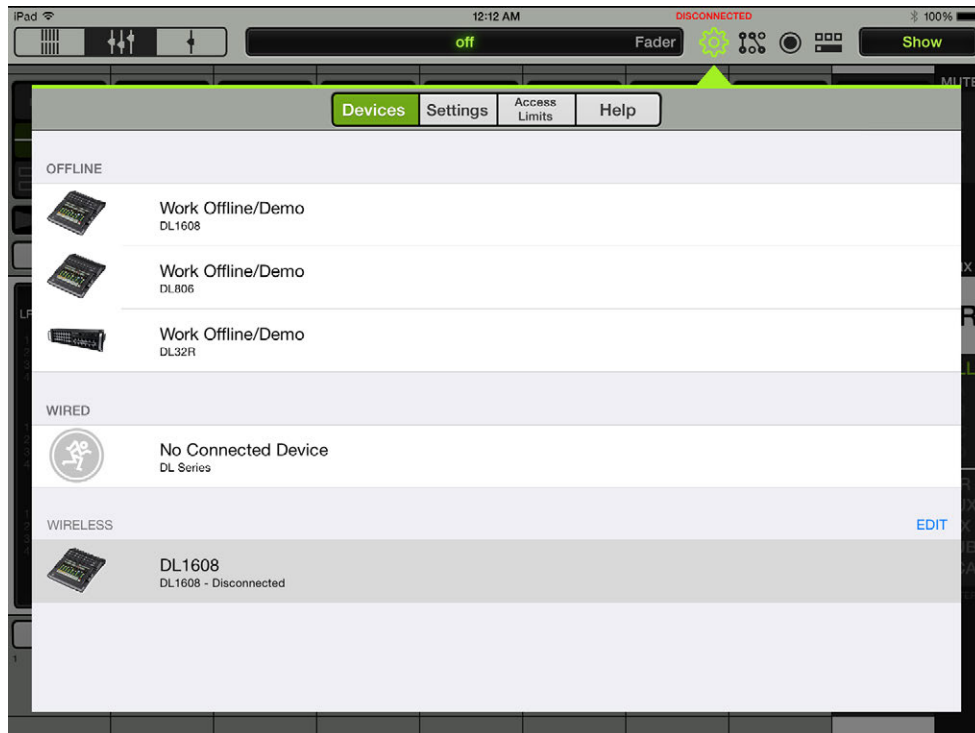 iPad 12:12 AM DISCONNECTED 100%
off Fader Show
MUTE
Devices Settings Access Limits Help
OFFLINE
Work Offline/Demo
DL1608
Work Offline/Demo
DL806
Work Offline/Demo
DL32R
WIRED
No Connected Device
DL Series
WIRELESS EDIT
DL1608
DL1608 - Disconnected
1